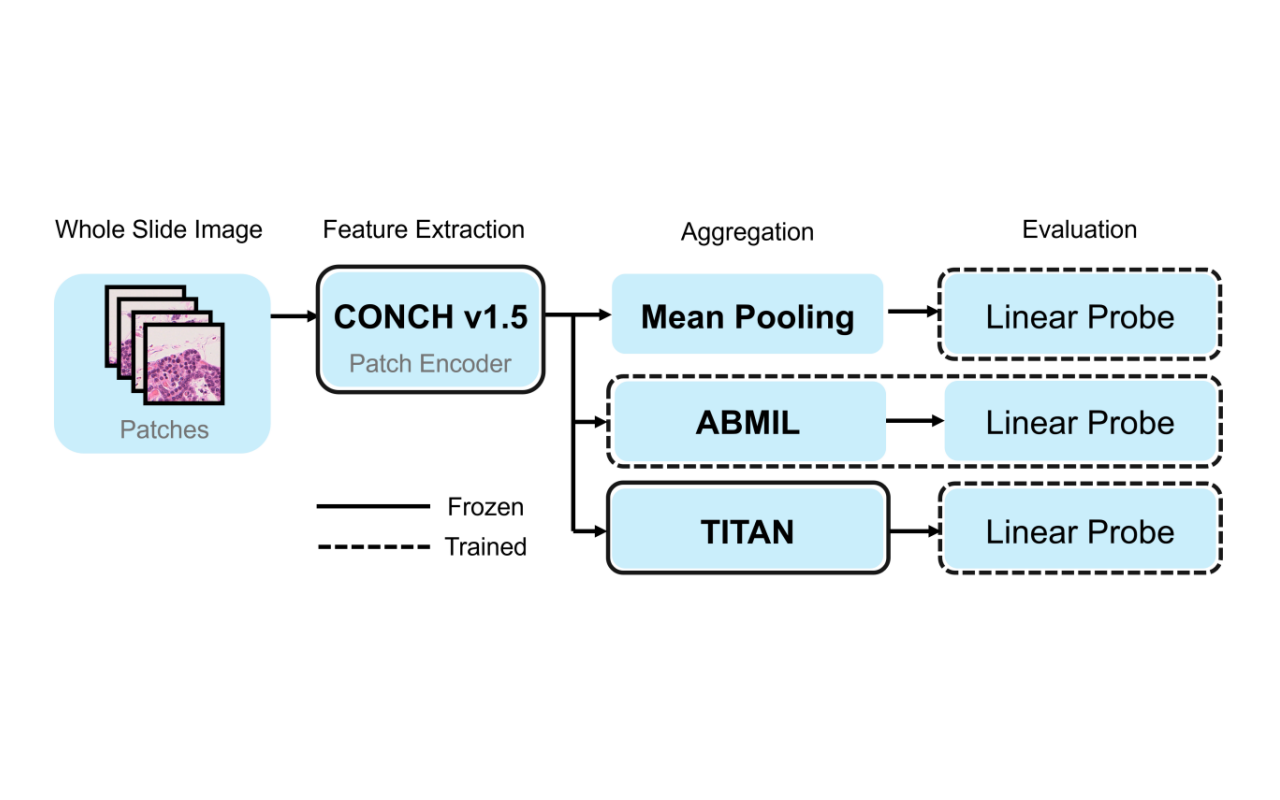 Whole Slide Image
Feature Extraction
Aggregation
Evaluation
CONCH v1.5
Patch Encoder
Patches
Mean Pooling
Linear Probe
ABMIL
Linear Probe
TITAN
Linear Probe
Frozen
Trained